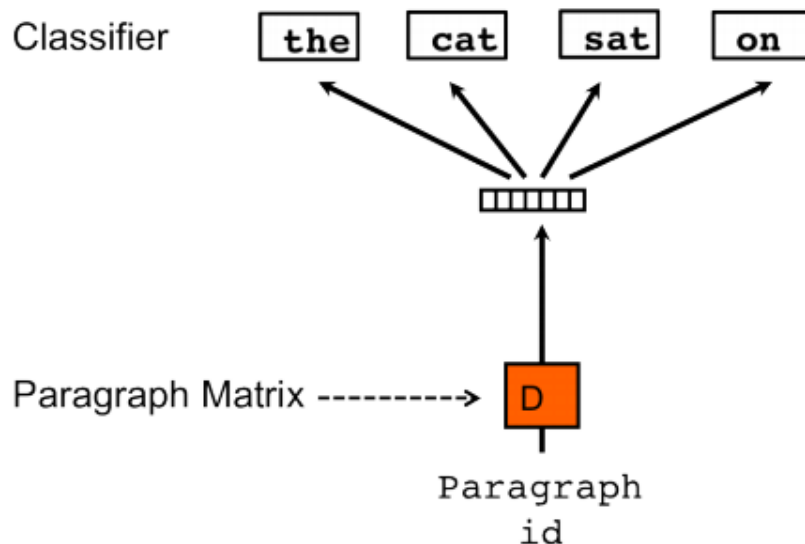 Classifier the cat sat on
Paragraph Matrix D
Paragraph
id